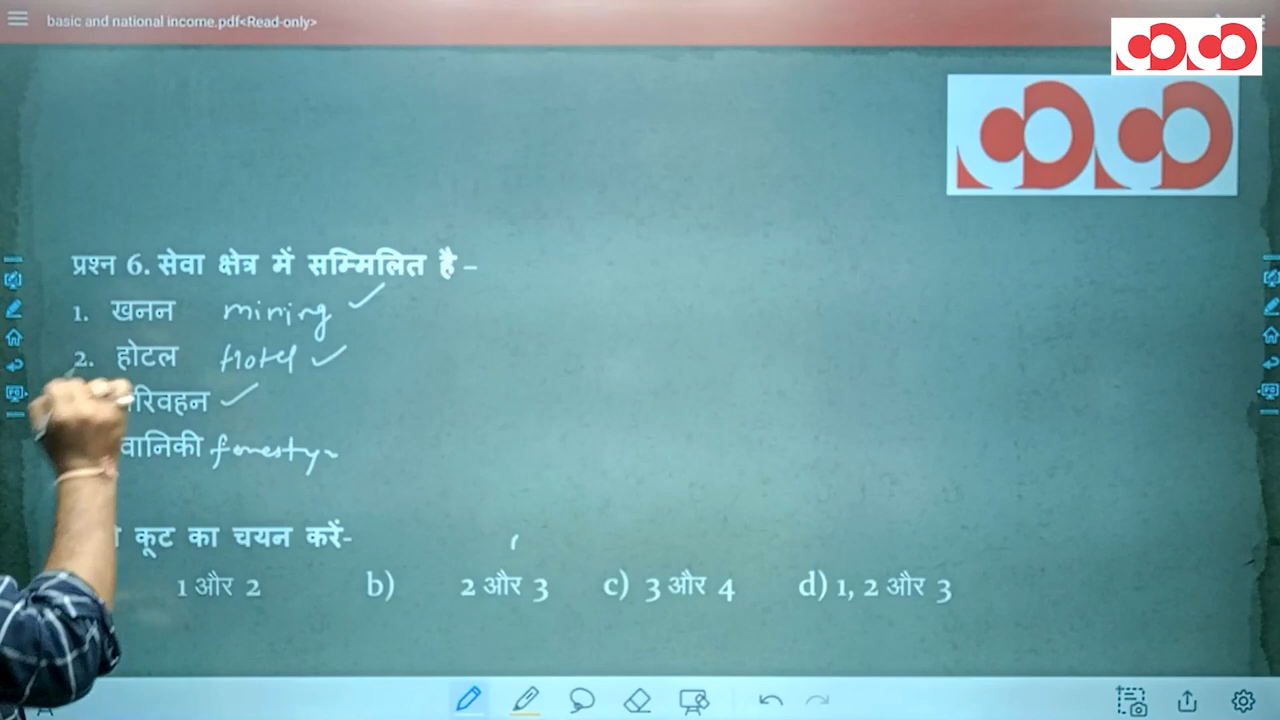 basic and national income.pdf<Read-only>
प्रश्न 6. सेवा क्षेत्र में सम्मिलित है –
1. खनन mining
2. होटल Hotel
रिवहन
वानिकी foresty
कूट का चयन करें-
1 और 2 b) 2 और 3 c) 3 और 4 d) 1, 2 और 3